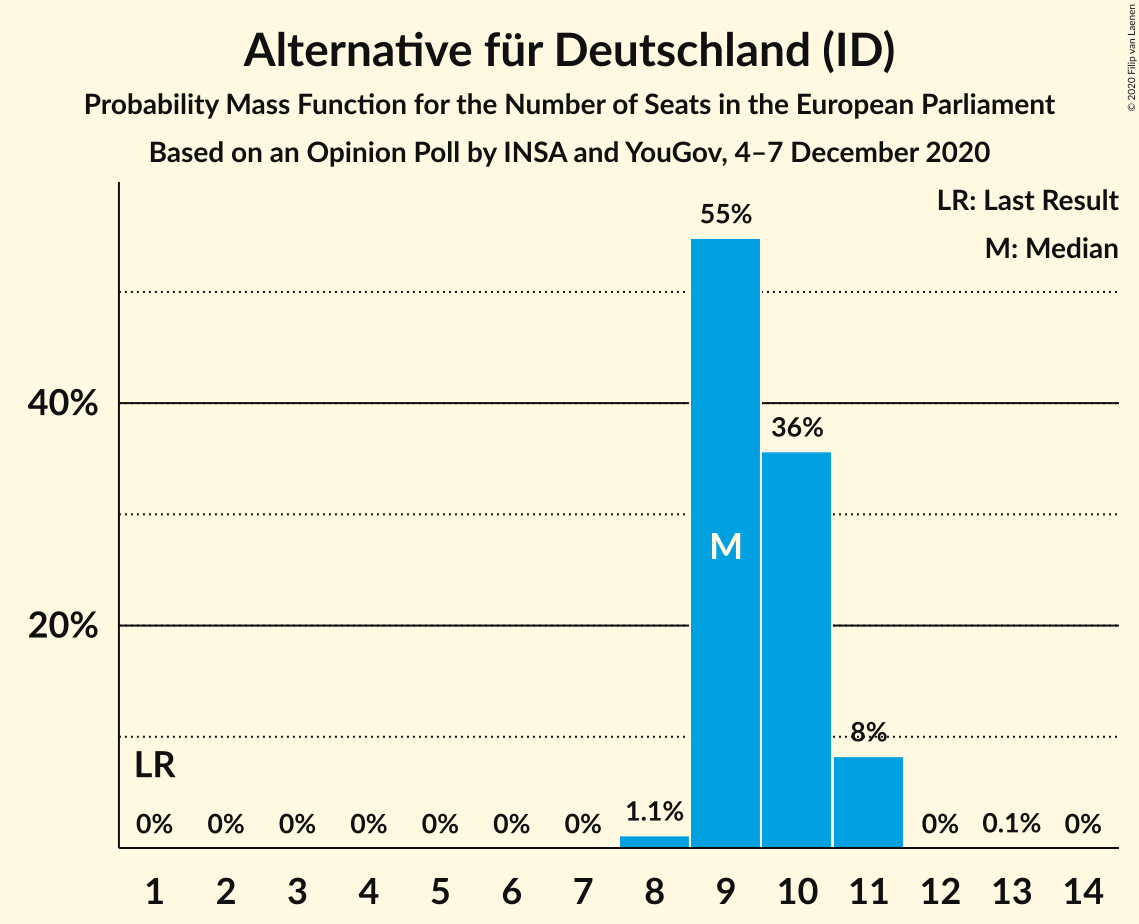 Alternative für Deutschland (ID)
Probability Mass Function for the Number of Seats in the European Parliament
Based on an Opinion Poll by INSA and YouGov, 4–7 December 2020
© 2020 Filip van Laenen
LR: Last Result
M: Median
55%
40%
36%
M
20%
8%
LR
0% 0% 0% 0% 0% 0% 0% 1.1% 0% 0.1% 0%
1 2 3 4 5 6 7 8 9 10 11 12 13 14